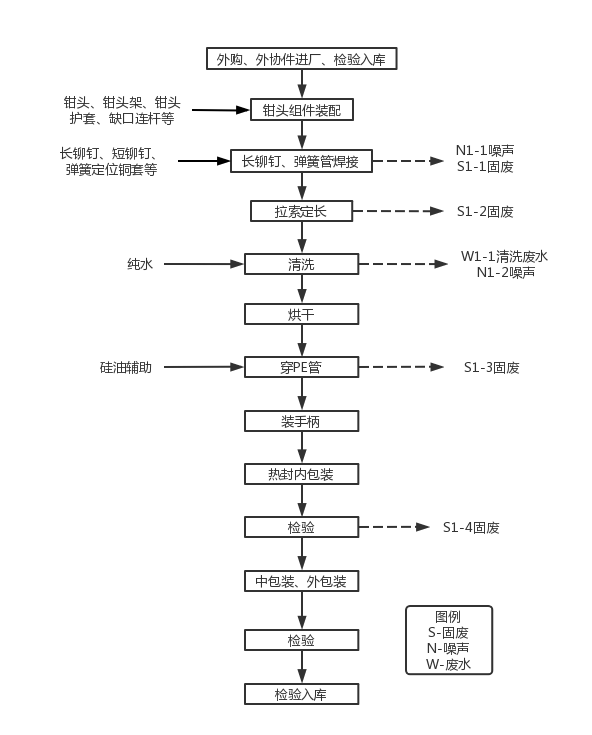 外购、外协件进厂、检验入库
钳头、钳头架、钳头
护套、缺口连杆等
钳头组件装配
长铆钉、短铆钉、
弹簧定位铜套等
长铆钉、弹簧管焊接
N1-1噪声
S1-1固废
拉索定长
S1-2固废
纯水
清洗
W1-1清洗废水
N1-2噪声
烘干
硅油辅助
穿PE管
S1-3固废
装手柄
热封内包装
检验
S1-4固废
中包装、外包装
检验
检验入库
图例
S-固废
N-噪声
W-废水